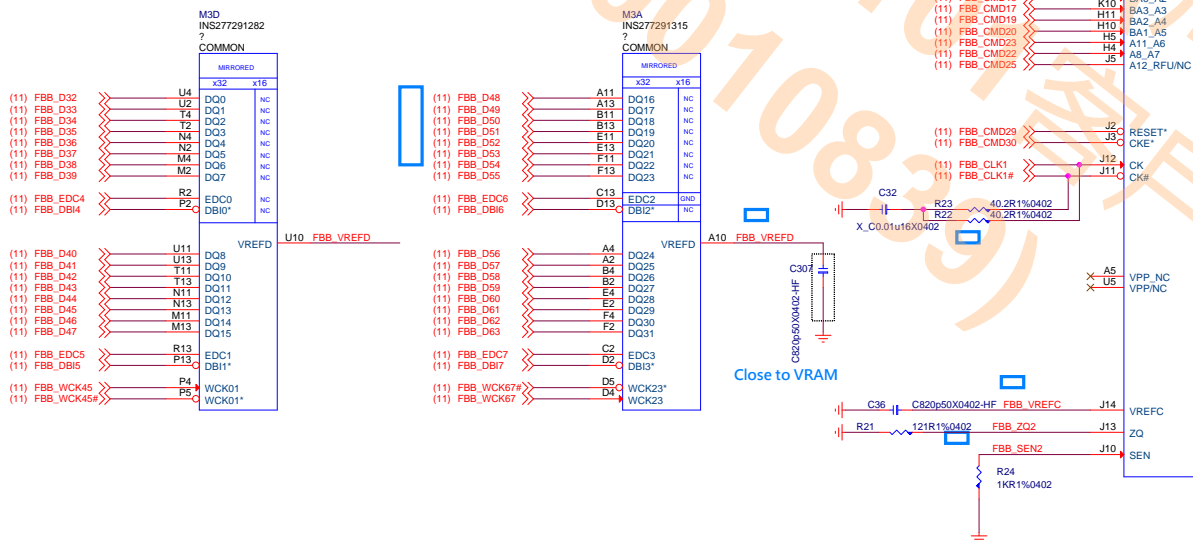 M3D
INS277291282
?
COMMON
MIRRORED
x32 x16
(11) FBB_D32 U4 DQ0 NC
(11) FBB_D33 U2 DQ1 NC
(11) FBB_D34 T4 DQ2 NC
(11) FBB_D35 T2 DQ3 NC
(11) FBB_D36 N4 DQ4 NC
(11) FBB_D37 N2 DQ5 NC
(11) FBB_D38 M4 DQ6 NC
(11) FBB_D39 M2 DQ7 NC
(11) FBB_EDC4 R2 EDC0 NC
(11) FBB_DBI4 P2 DBI0* NC
VREFD U10 FBB_VREFD
(11) FBB_D40 U11 DQ8
(11) FBB_D41 U13 DQ9
(11) FBB_D42 T11 DQ10
(11) FBB_D43 T13 DQ11
(11) FBB_D44 N11 DQ12
(11) FBB_D45 N13 DQ13
(11) FBB_D46 M11 DQ14
(11) FBB_D47 M13 DQ15
(11) FBB_EDC5 R13 EDC1
(11) FBB_DBI5 P13 DBI1*
(11) FBB_WCK45 P4 WCK01
(11) FBB_WCK45# P5 WCK01*
M3A
INS277291315
?
COMMON
MIRRORED
x32 x16
(11) FBB_D48 A11 DQ16 NC
(11) FBB_D49 A13 DQ17 NC
(11) FBB_D50 B11 DQ18 NC
(11) FBB_D51 B13 DQ19 NC
(11) FBB_D52 E11 DQ20 NC
(11) FBB_D53 E13 DQ21 NC
(11) FBB_D54 F11 DQ22 NC
(11) FBB_D55 F13 DQ23 NC
(11) FBB_EDC6 C13 EDC2 GND
(11) FBB_DBI6 D13 DBI2* NC
VREFD A10 FBB_VREFD
(11) FBB_D56 A4 DQ24
(11) FBB_D57 A2 DQ25
(11) FBB_D58 B4 DQ26
(11) FBB_D59 B2 DQ27
(11) FBB_D60 E4 DQ28
(11) FBB_D61 E2 DQ29
(11) FBB_D62 F4 DQ30
(11) FBB_D63 F2 DQ31
(11) FBB_EDC7 C2 EDC3
(11) FBB_DBI7 D2 DBI3*
(11) FBB_WCK67# D5 WCK23*
(11) FBB_WCK67 D4 WCK23
C307
C820p50X0402-HF
Close to VRAM
(11) FBB_CMD17 K10 BA3_A3
(11) FBB_CMD19 H11 BA2_A4
(11) FBB_CMD20 H10 BA1_A5
(11) FBB_CMD23 H5 A11_A6
(11) FBB_CMD22 H4 A8_A7
(11) FBB_CMD25 J5 A12_RFU/NC
(11) FBB_CMD29 J2 RESET*
(11) FBB_CMD30 J3 CKE*
(11) FBB_CLK1 J12 CK
(11) FBB_CLK1# J11 CK#
C32
X_C0.01u16X0402
R23 40.2R1%0402
R22 40.2R1%0402
A5 VPP_NC
U5 VPP/NC
C36 C820p50X0402-HF FBB_VREFC J14 VREFC
R21 121R1%0402 FBB_ZQ2 J13 ZQ
FBB_SEN2 J10 SEN
R24
1KR1%0402